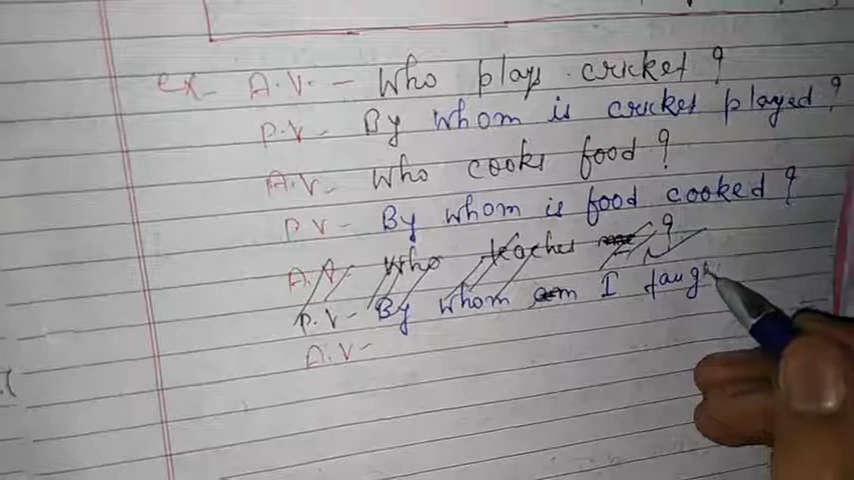 ex- A.V. - Who plays cricket ?
P.V - By whom is cricket played ?
A.V- Who cooks food ?
P.V - By whom is food cooked ?
A.V Who teaches ?
P.V- By whom am I taugh
A.V-